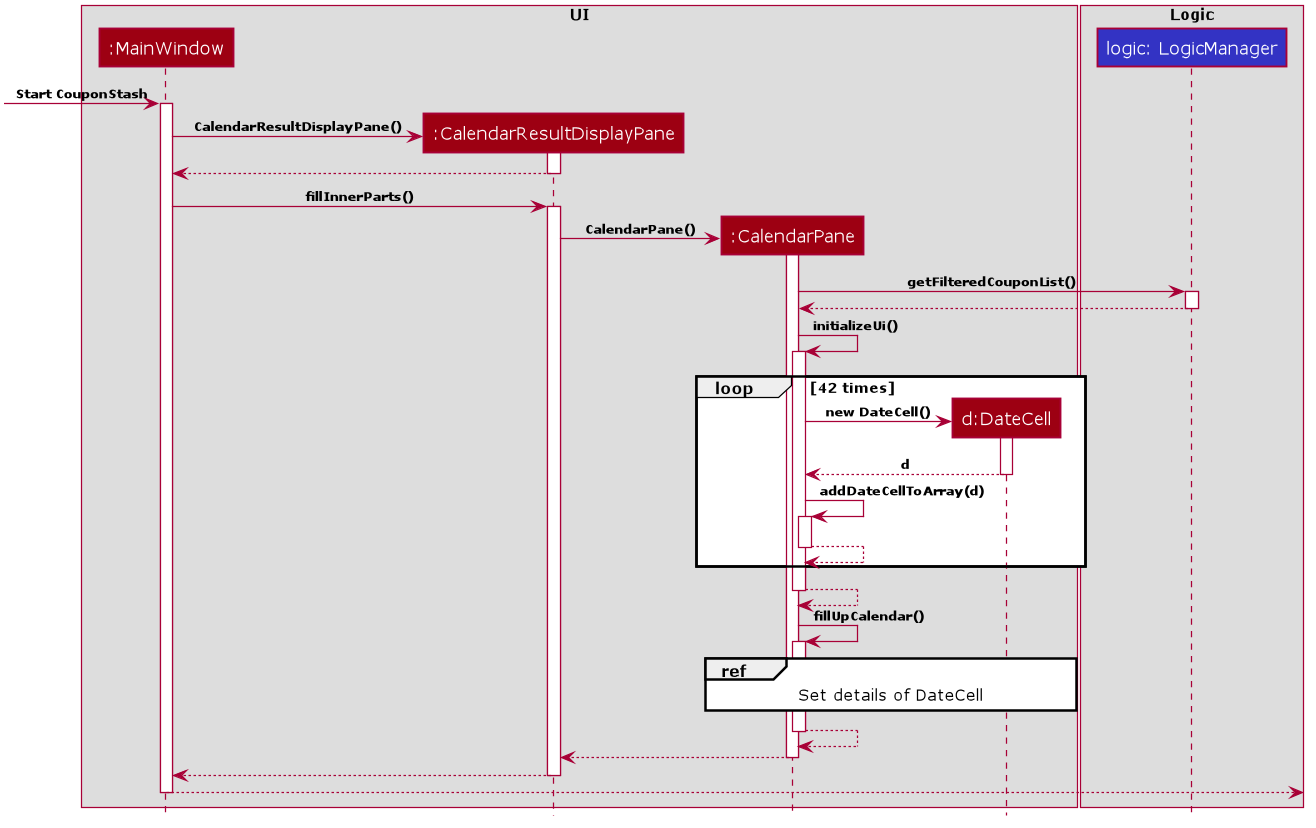 UI
Logic
:MainWindow
logic: LogicManager
Start CouponStash
CalendarResultDisplayPane()
:CalendarResultDisplayPane
fillInnerParts()
CalendarPane()
:CalendarPane
getFilteredCouponList()
initializeUi()
loop
[42 times]
new DateCell()
d:DateCell
d
addDateCellToArray(d)
fillUpCalendar()
ref
Set details of DateCell